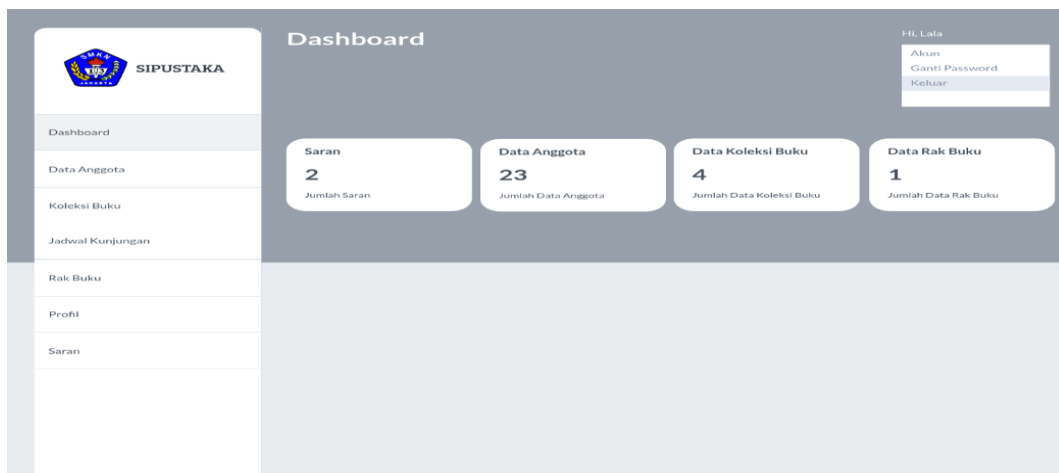 SMKN
JAKARTA
SIPUSTAKA
Dashboard
Data Anggota
Koleksi Buku
Jadwal Kunjungan
Rak Buku
Profil
Saran
Dashboard
Hi, Lala
Akun
Ganti Password
Keluar
Saran
2
Jumlah Saran
Data Anggota
23
Jumlah Data Anggota
Data Koleksi Buku
4
Jumlah Data Koleksi Buku
Data Rak Buku
1
Jumlah Data Rak Buku